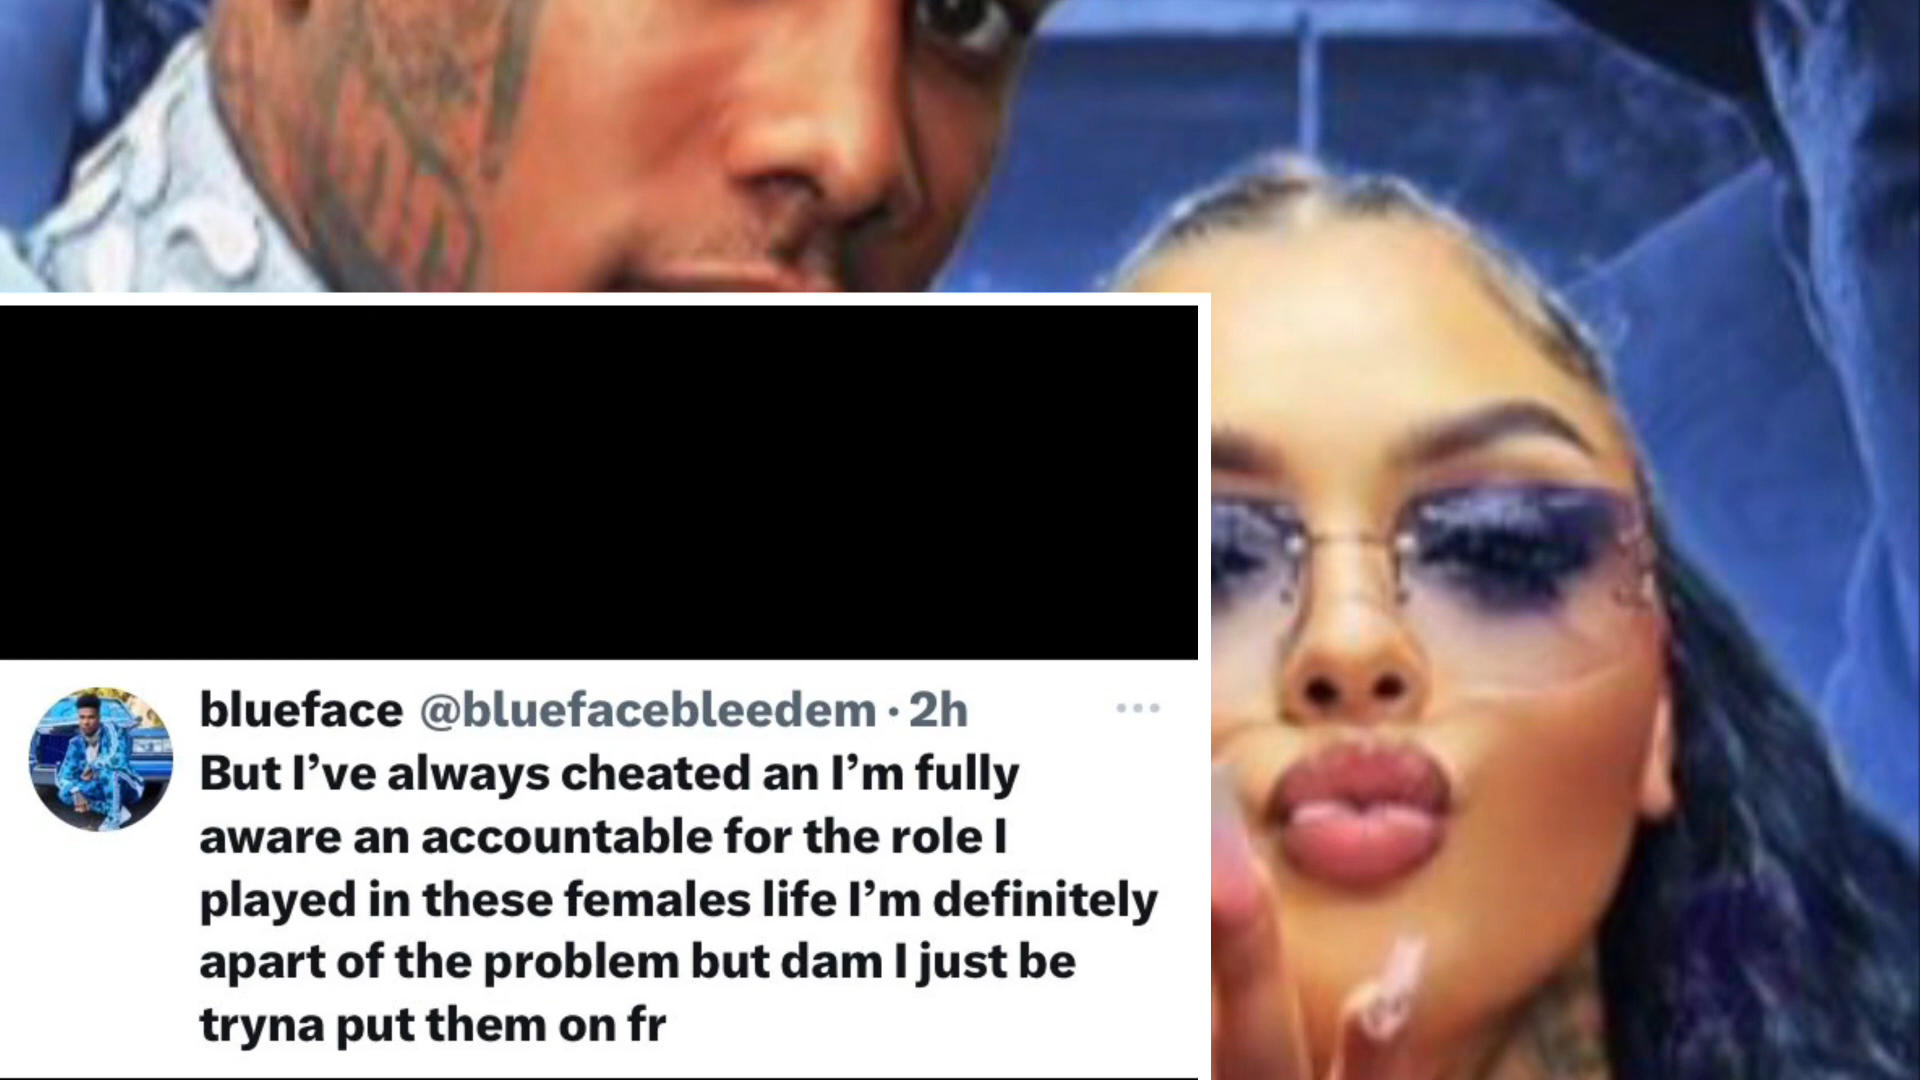 blueface @bluefacebleedem · 2h
But I’ve always cheated an I’m fully
aware an accountable for the role I
played in these females life I’m definitely
apart of the problem but dam I just be
tryna put them on fr